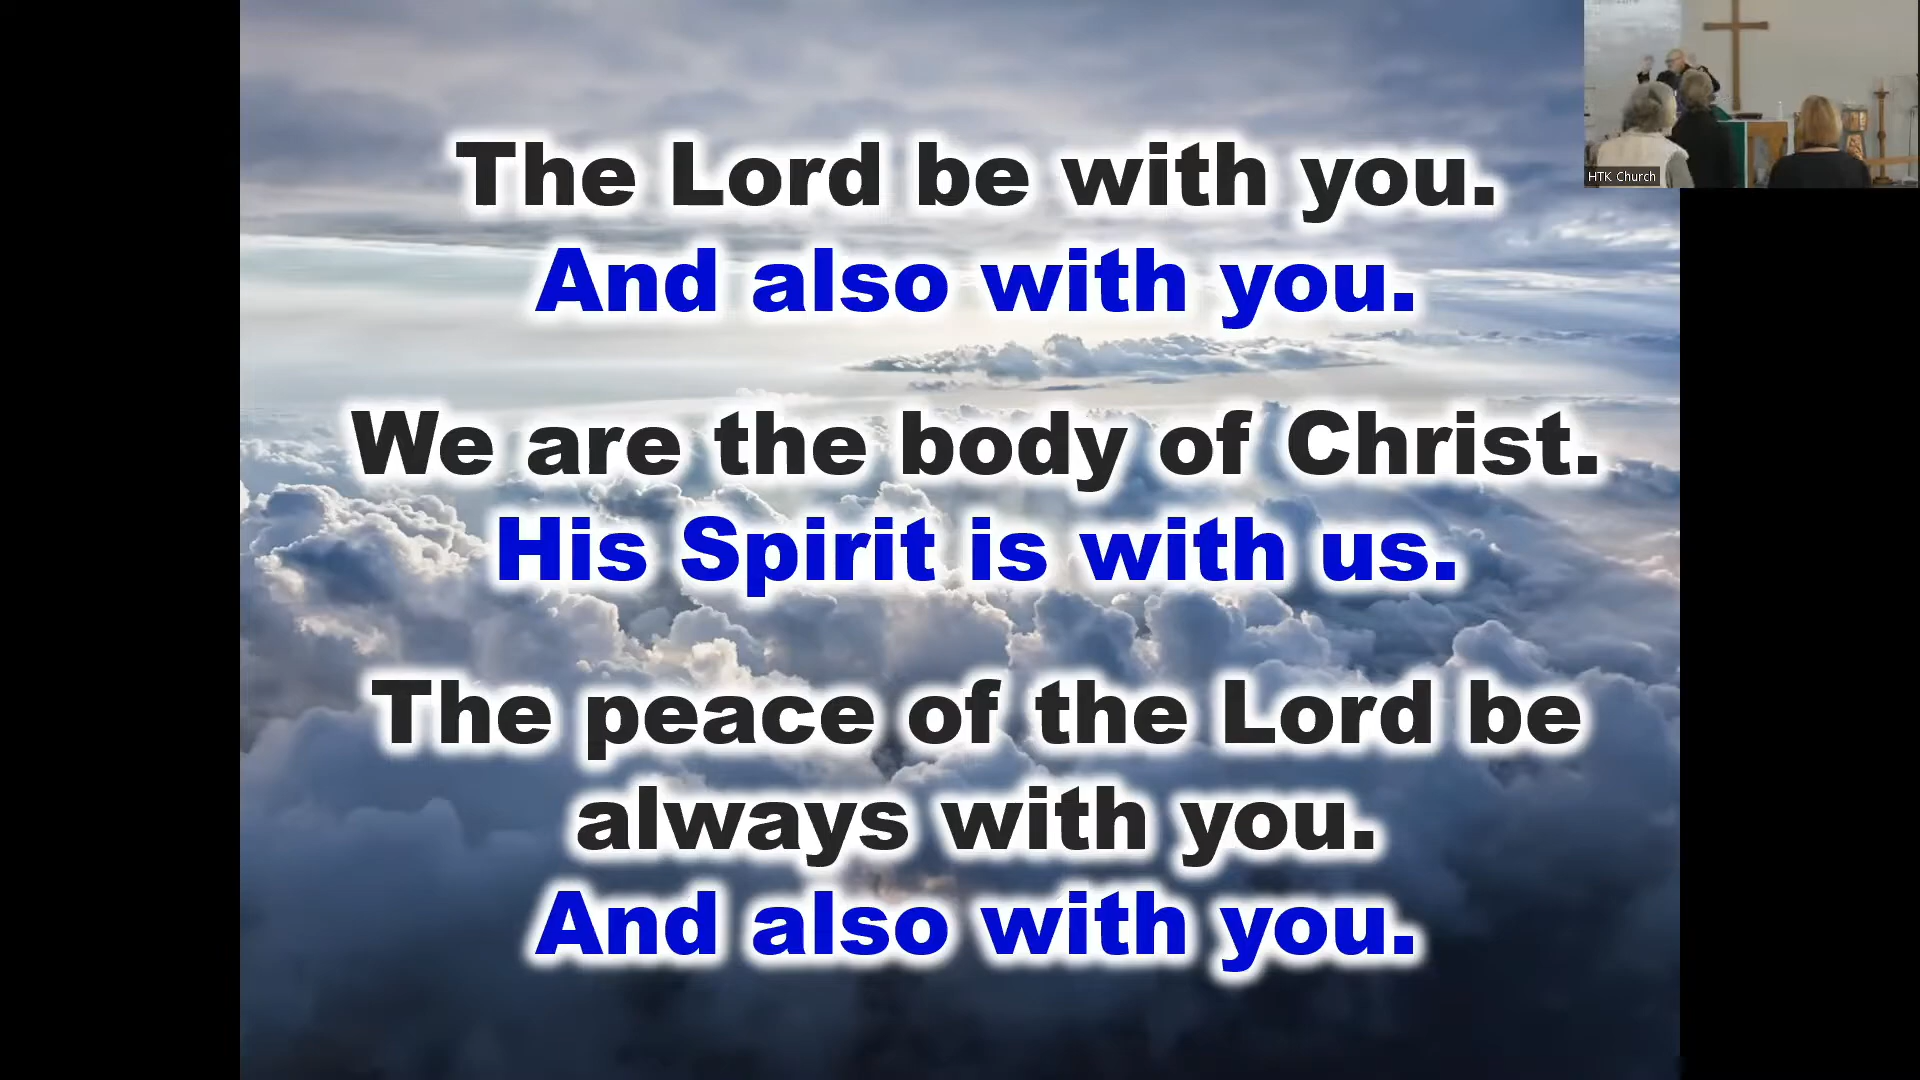 The Lord be with you.
And also with you.
We are the body of Christ.
His Spirit is with us.
The peace of the Lord be
always with you.
And also with you.
HTK Church